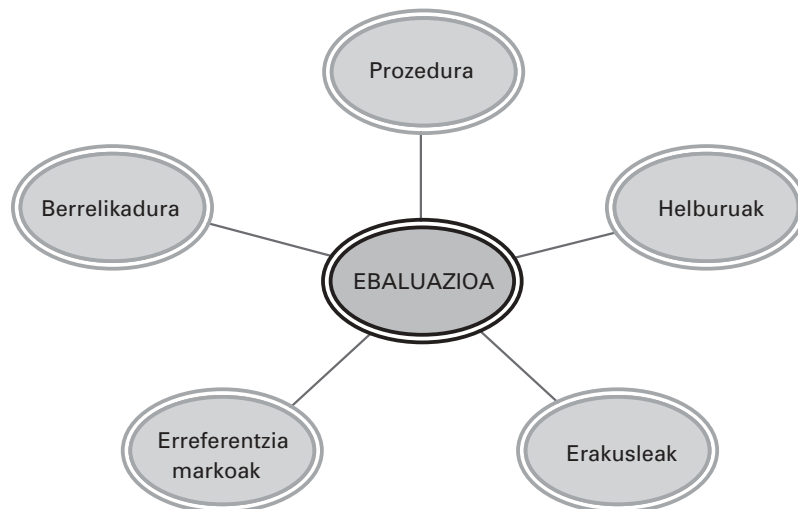 Prozedura
Berrelikadura
Helburuak
EBALUAZIOA
Erreferentzia
markoak
Erakusleak